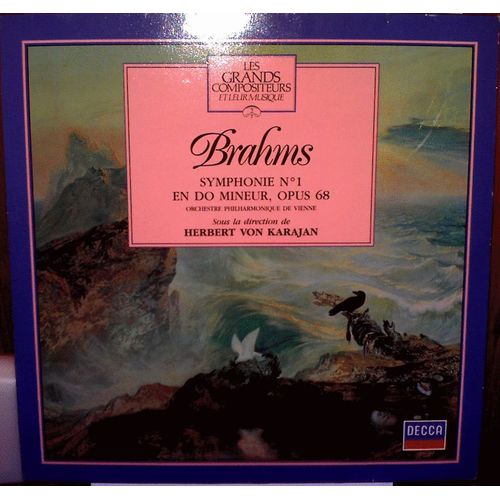 LES
GRANDS
COMPOSITEURS
ET LEUR MUSIQUE
Brahms
SYMPHONIE N°1
EN DO MINEUR, OPUS 68
ORCHESTRE PHILHARMONIQUE DE VIENNE
Sous la direction de
HERBERT VON KARAJAN
DECCA